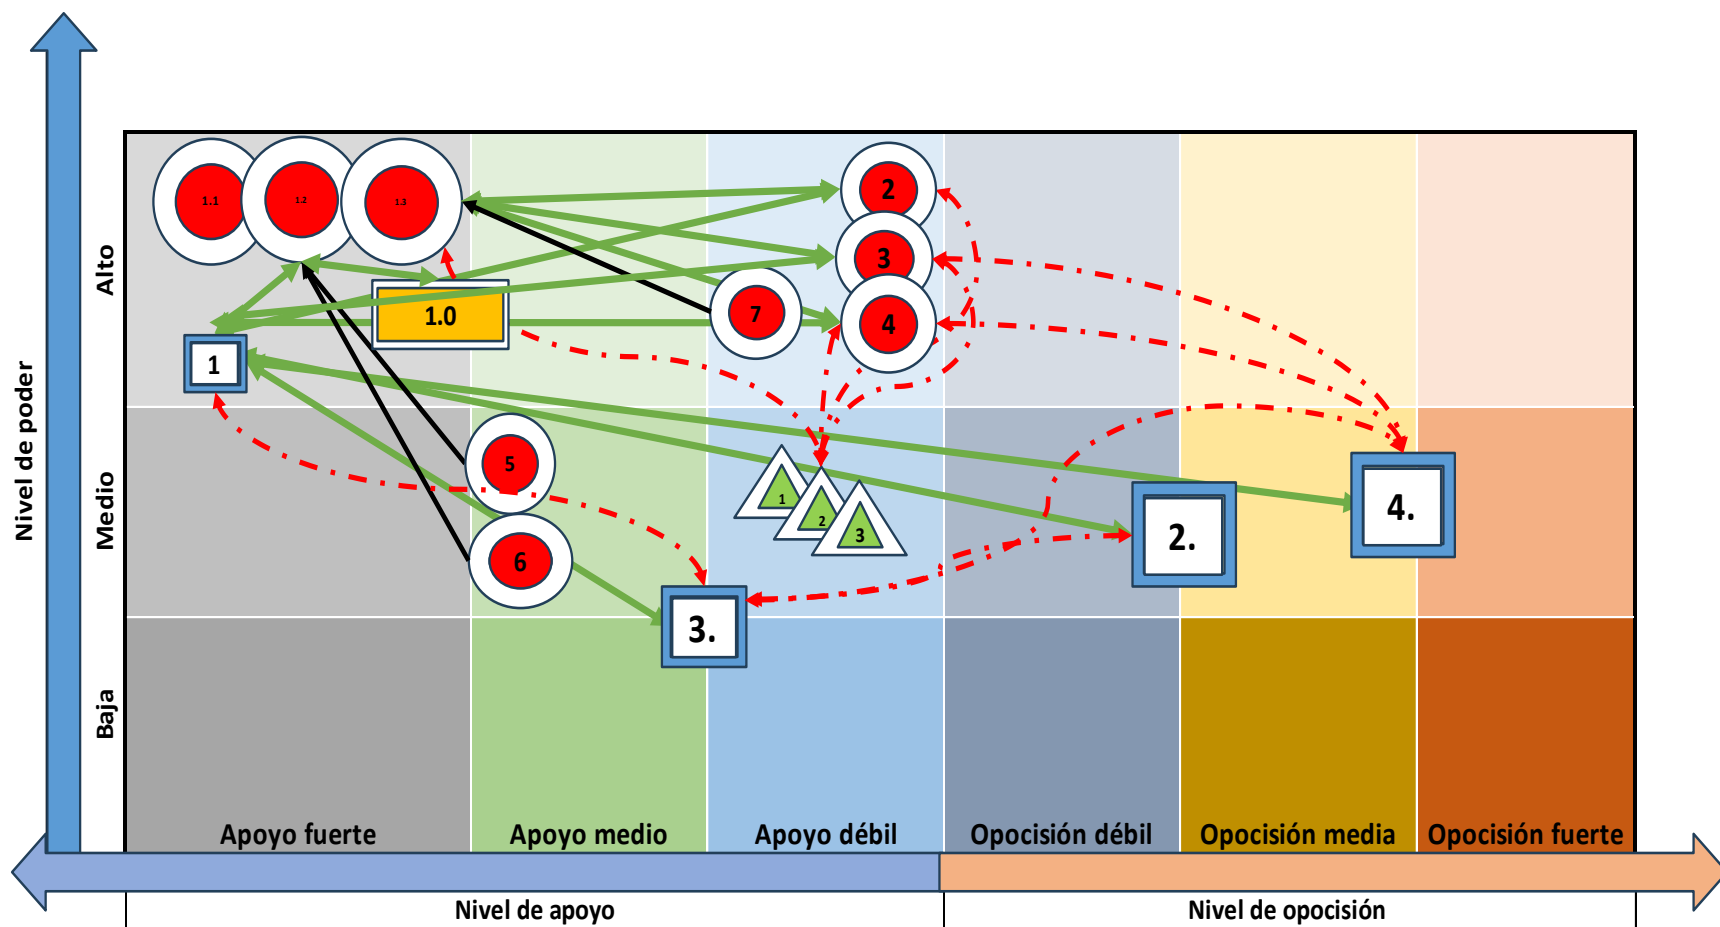 Nivel de poder
Alto
Medio
Baja
1.1
1.2
1.3
2
3
4
7
1.0
1
5
6
1
2
3
2.
4.
3.
Apoyo fuerte
Apoyo medio
Apoyo débil
Opocisión débil
Opocisión media
Opocisión fuerte
Nivel de apoyo
Nivel de opocisión